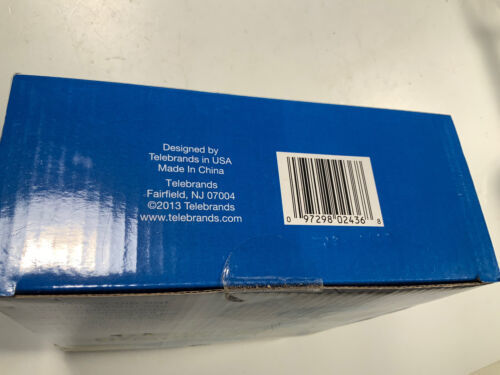 Designed by
Telebrands in USA
Made In China
Telebrands
Fairfield, NJ 07004
©2013 Telebrands
www.telebrands.com
0 97298 02436 8